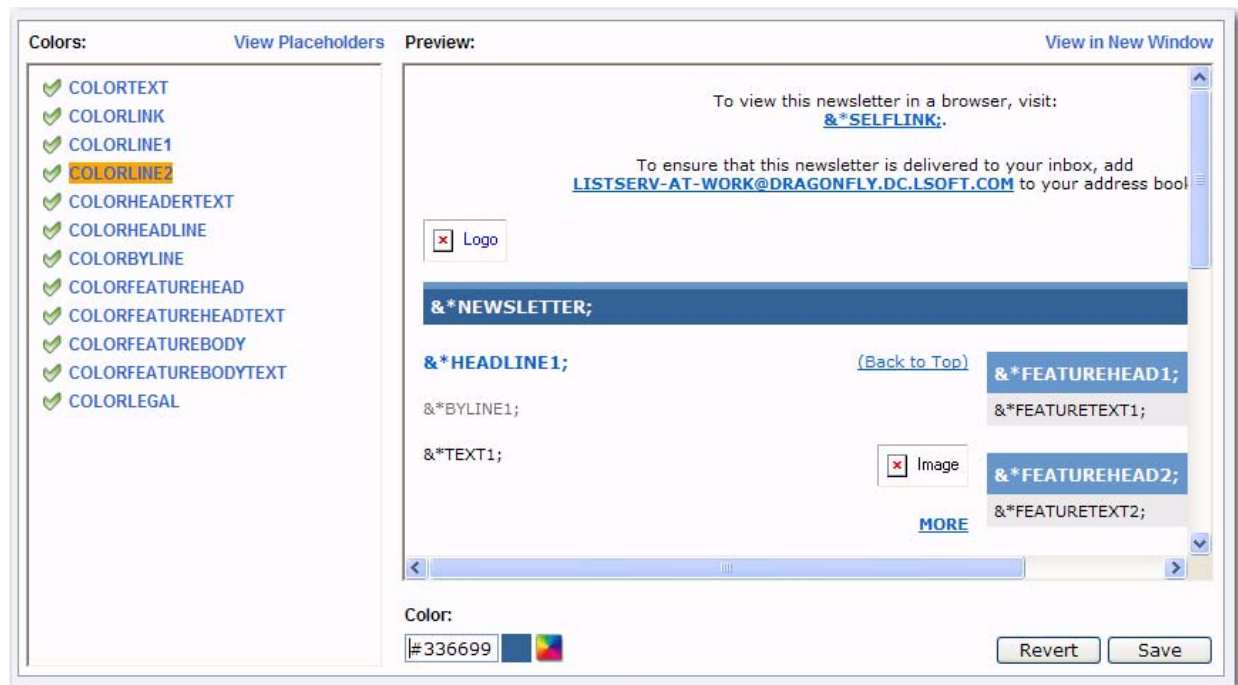 Colors:
View Placeholders
COLORTEXT
COLORLINK
COLORLINE1
COLORLINE2
COLORHEADERTEXT
COLORHEADLINE
COLORBYLINE
COLORFEATUREHEAD
COLORFEATUREHEADTEXT
COLORFEATUREBODY
COLORFEATUREBODYTEXT
COLORLEGAL
Preview:
View in New Window
To view this newsletter in a browser, visit:
&*SELFLINK;.
To ensure that this newsletter is delivered to your inbox, add
LISTSERV-AT-WORK@DRAGONFLY.DC.LSOFT.COM to your address book
Logo
&*NEWSLETTER;
&*HEADLINE1;
(Back to Top)
&*BYLINE1;
&*TEXT1;
Image
MORE
&*FEATUREHEAD1;
&*FEATURETEXT1;
&*FEATUREHEAD2;
&*FEATURETEXT2;
Color:
#336699
Revert
Save